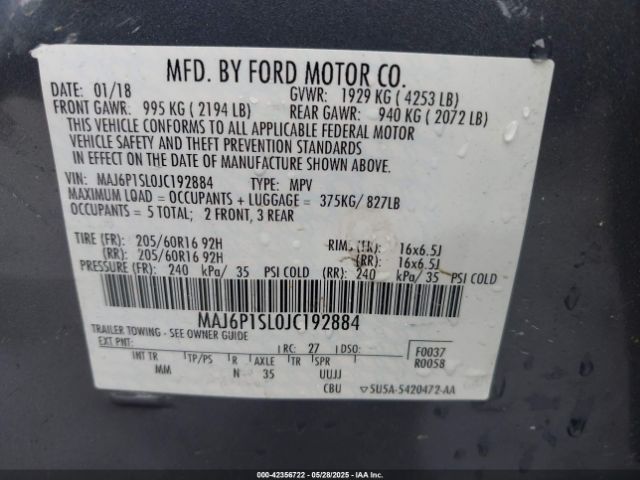 MFD. BY FORD MOTOR CO.
DATE: 01/18 GVWR: 1929 KG ( 4253 LB)
FRONT GAWR: 995 KG ( 2194 LB) REAR GAWR: 940 KG ( 2072 LB)
THIS VEHICLE CONFORMS TO ALL APPLICABLE FEDERAL MOTOR
VEHICLE SAFETY AND THEFT PREVENTION STANDARDS
IN EFFECT ON THE DATE OF MANUFACTURE SHOWN ABOVE.
VIN: MAJ6P1SL0JC192884 TYPE: MPV
MAXIMUM LOAD = OCCUPANTS + LUGGAGE = 375KG/ 827LB
OCCUPANTS = 5 TOTAL; 2 FRONT, 3 REAR
TIRE (FR): 205/60R16 92H RIMS (FR): 16x6.5J
(RR): 205/60R16 92H (RR): 16x6.5J
PRESSURE (FR): 240 kPa/ 35 PSI COLD (RR): 240 kPa/ 35 PSI COLD
MAJ6P1SL0JC192884
TRAILER TOWING - SEE OWNER GUIDE
EXT PNT: RC: 27 DSO: F0037
R0058
INT TR TP/PS R AXLE TR SPR
MM N 35 UUJJ
CBU SU5A-5420472-AA
000-42356722 05/28/2025 IAAI.COM